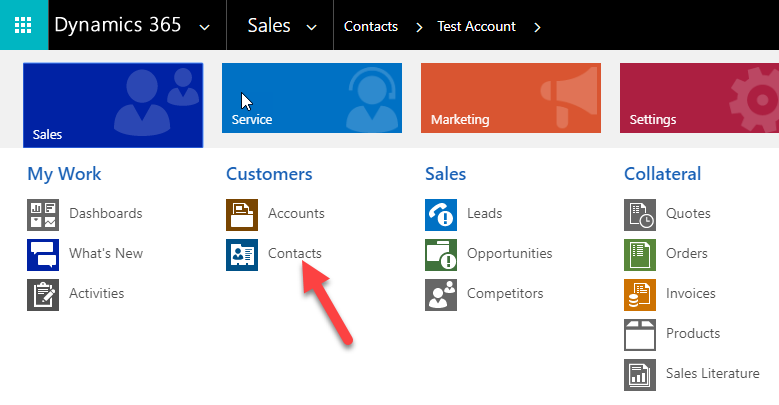 Dynamics 365 Sales Contacts Test Account
Sales Service Marketing Settings
My Work
Dashboards
What's New
Activities
Customers
Accounts
Contacts
Sales
Leads
Opportunities
Competitors
Collateral
Quotes
Orders
Invoices
Products
Sales Literature